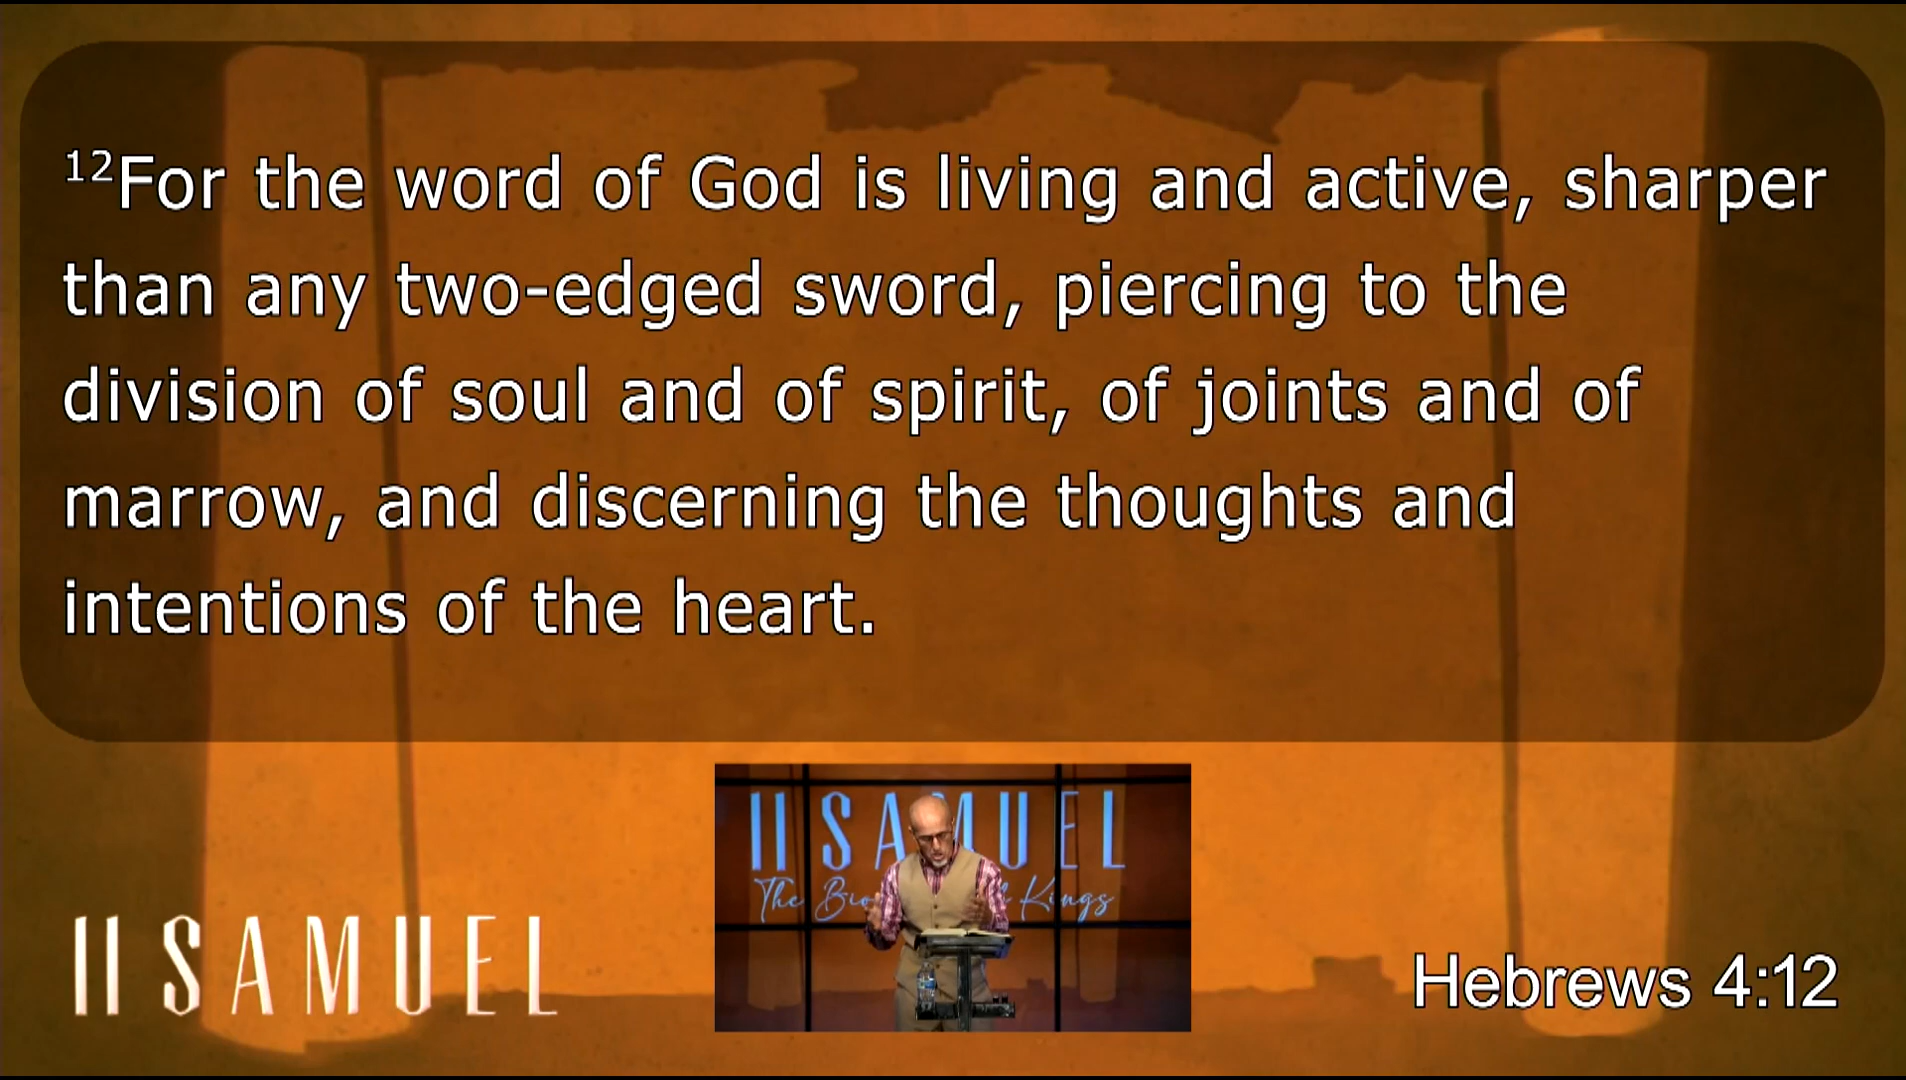 ¹²For the word of God is living and active, sharper
than any two-edged sword, piercing to the
division of soul and of spirit, of joints and of
marrow, and discerning the thoughts and
intentions of the heart.
II SAMUEL
The Kings
II SAMUEL
Hebrews 4:12